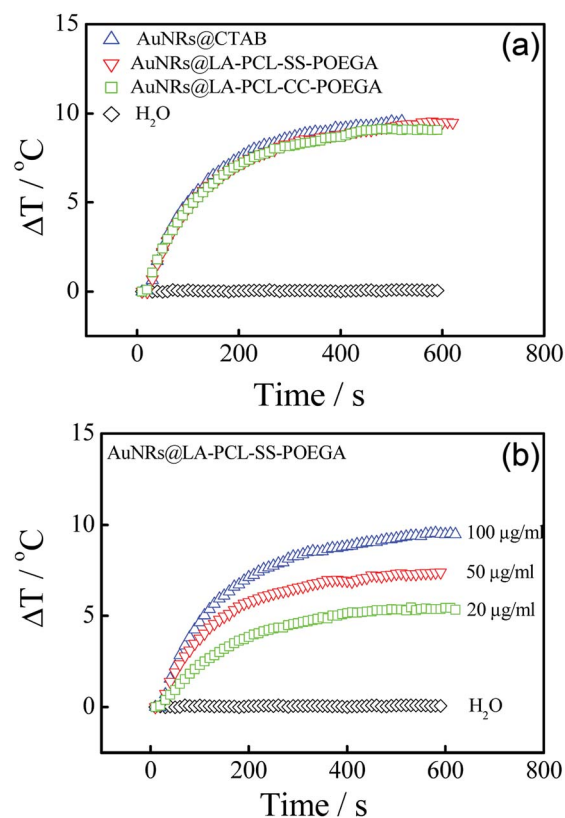 15
AuNRs@CTAB
(a)
AuNRs@LA-PCL-SS-POEGA
AuNRs@LA-PCL-CC-POEGA
10
H₂O
ΔT / °C
5
0
0 200 400 600 800
Time / s
15
AuNRs@LA-PCL-SS-POEGA
(b)
10
100 μg/ml
50 μg/ml
ΔT / °C
5
20 μg/ml
0
H₂O
0 200 400 600 800
Time / s